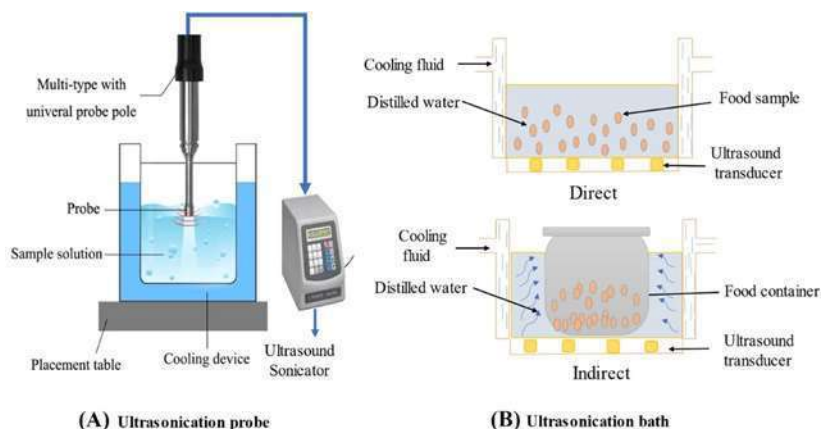 Multi-type with
univeral probe pole
Probe
Sample solution
Placement table
Cooling device
Ultrasound
Sonicator
(A) Ultrasonication probe
Cooling fluid
Distilled water
Food sample
Ultrasound
transducer
Direct
Cooling
fluid
Distilled water
Food container
Ultrasound
transducer
Indirect
(B) Ultrasonication bath